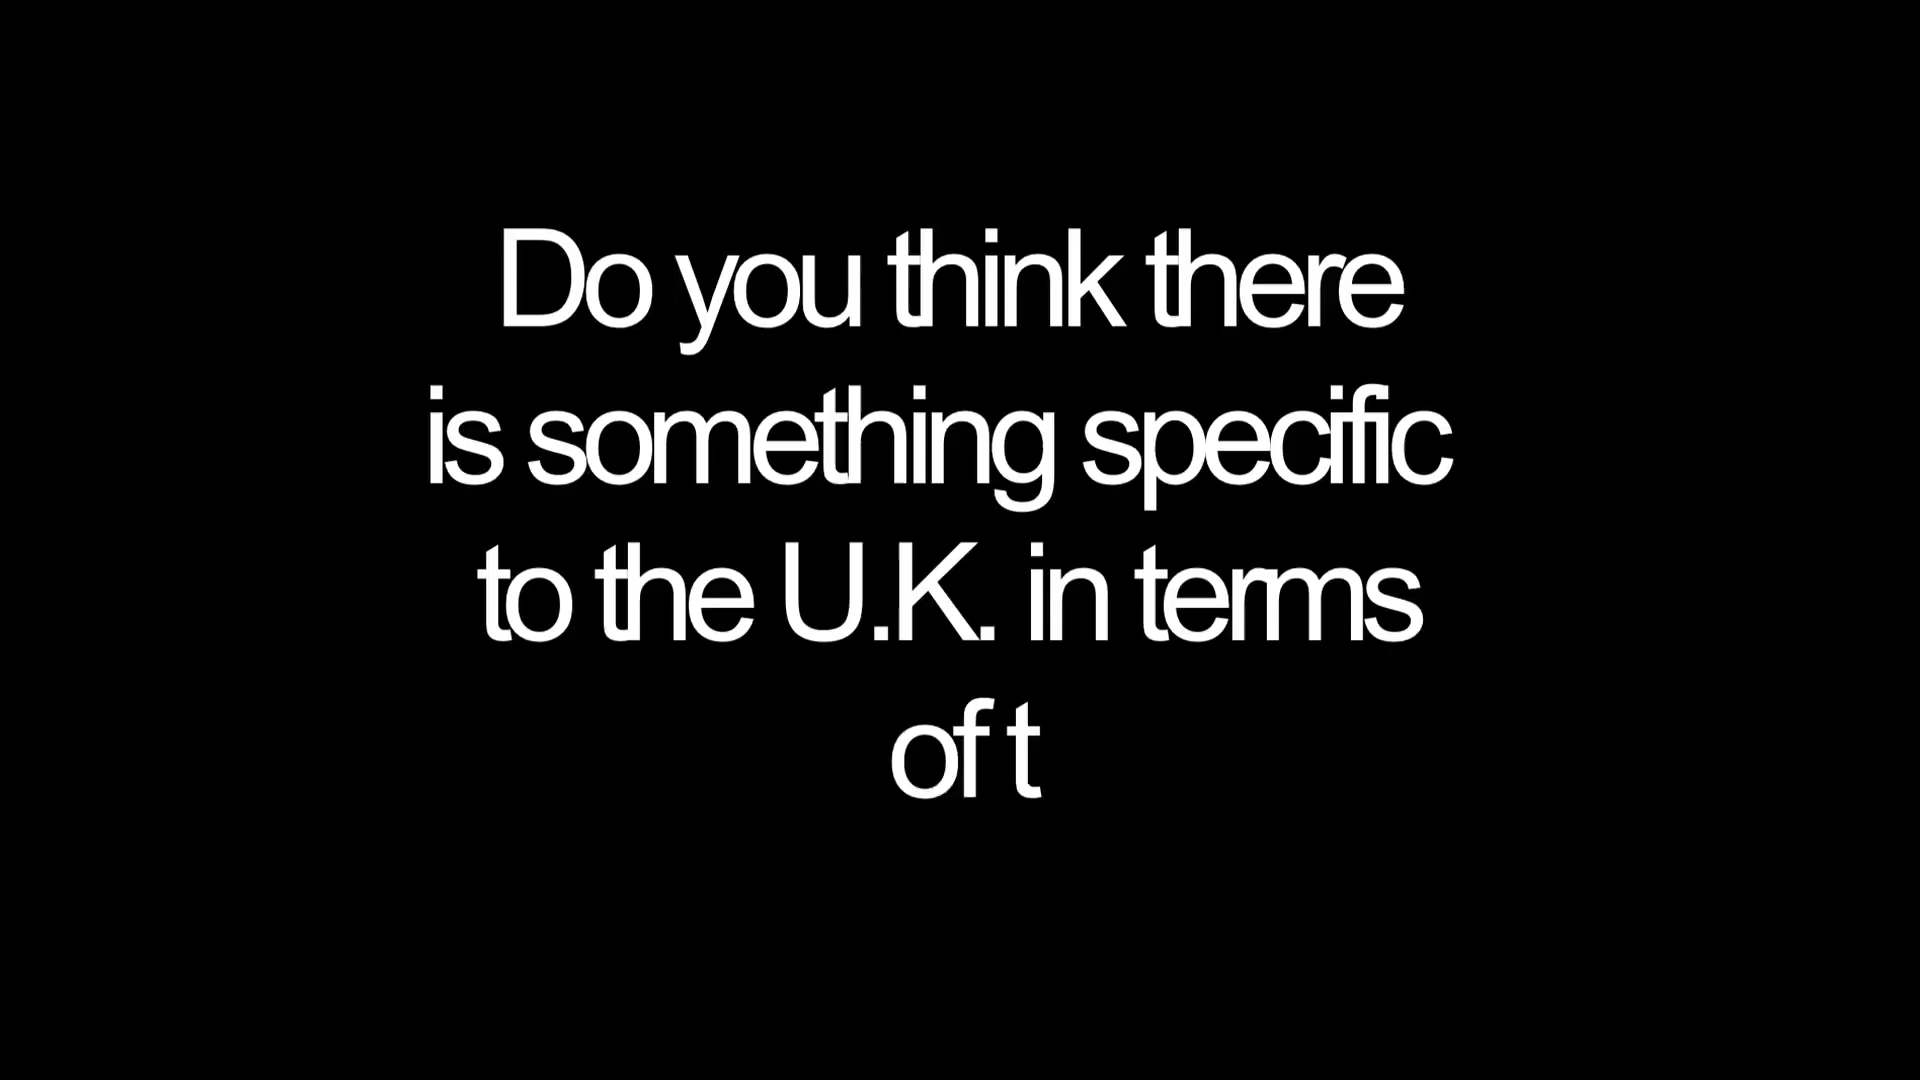 Do you think there
is something specific
to the U.K. in terms
of t